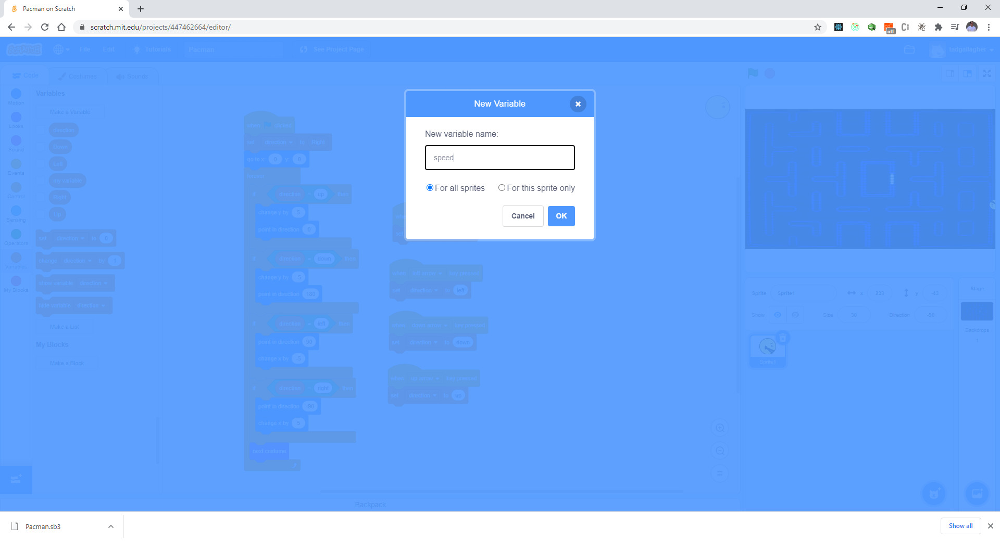 Pacman on Scratch
scratch.mit.edu/projects/447462664/editor/
SCRATCH
File
Edit
Tutorials
Pacman
See Project Page
tadgallagher
Code
Costumes
Sounds
Motion
Looks
Sound
Events
Control
Sensing
Operators
Variables
My Blocks
Variables
Make a Variable
direction
Down
Left
my variable
Right
Up
set direction to 0
change direction by 1
show variable direction
hide variable direction
Make a List
My Blocks
Make a Block
when clicked
set direction to Right
go to x: 0 y: 0
forever
if direction = up then
change y by 5
point in direction 0
if direction = down then
change y by -5
point in direction 180
if direction = left then
point in direction 90
change x by -5
if direction = right then
point in direction -90
change x by 5
next costume
when left arrow key pressed
set direction to left
when down arrow key pressed
set direction to down
when up arrow key pressed
set direction to up
New Variable
New variable name:
speed
For all sprites
For this sprite only
Cancel
OK
Sprite
Sprite1
x 233
y -43
Show
Size 30
Direction -90
Sprite1
Stage
Backdrops
1
Backpack
off
Pacman.sb3
Show all